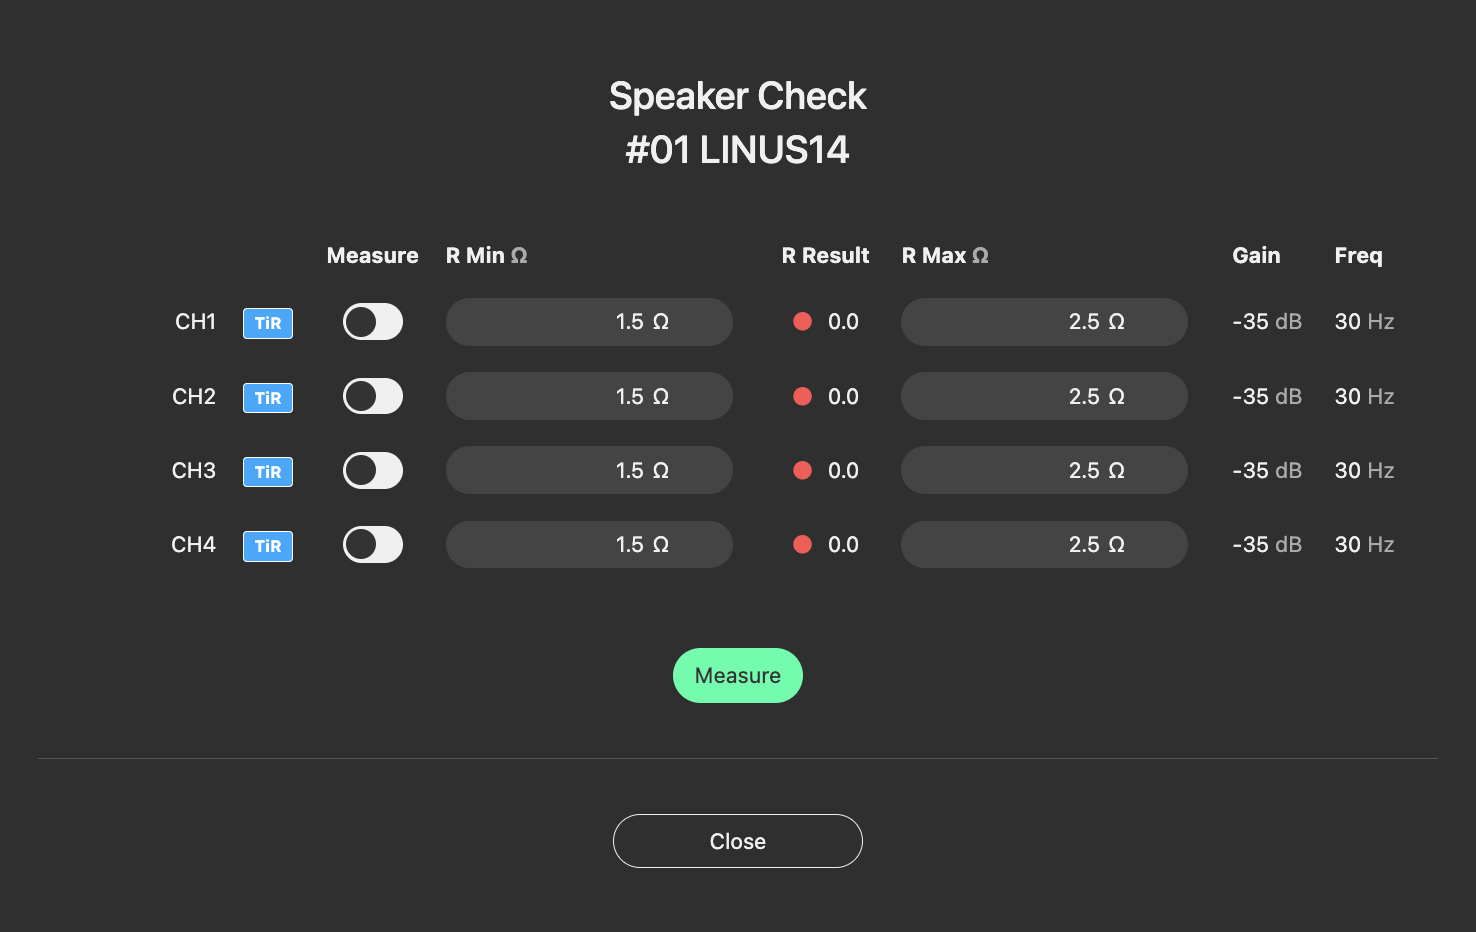 Speaker Check
#01 LINUS14
Measure R Min Ω R Result R Max Ω Gain Freq
CH1 TiR 1.5 Ω 0.0 2.5 Ω -35 dB 30 Hz
CH2 TiR 1.5 Ω 0.0 2.5 Ω -35 dB 30 Hz
CH3 TiR 1.5 Ω 0.0 2.5 Ω -35 dB 30 Hz
CH4 TiR 1.5 Ω 0.0 2.5 Ω -35 dB 30 Hz
Measure
Close